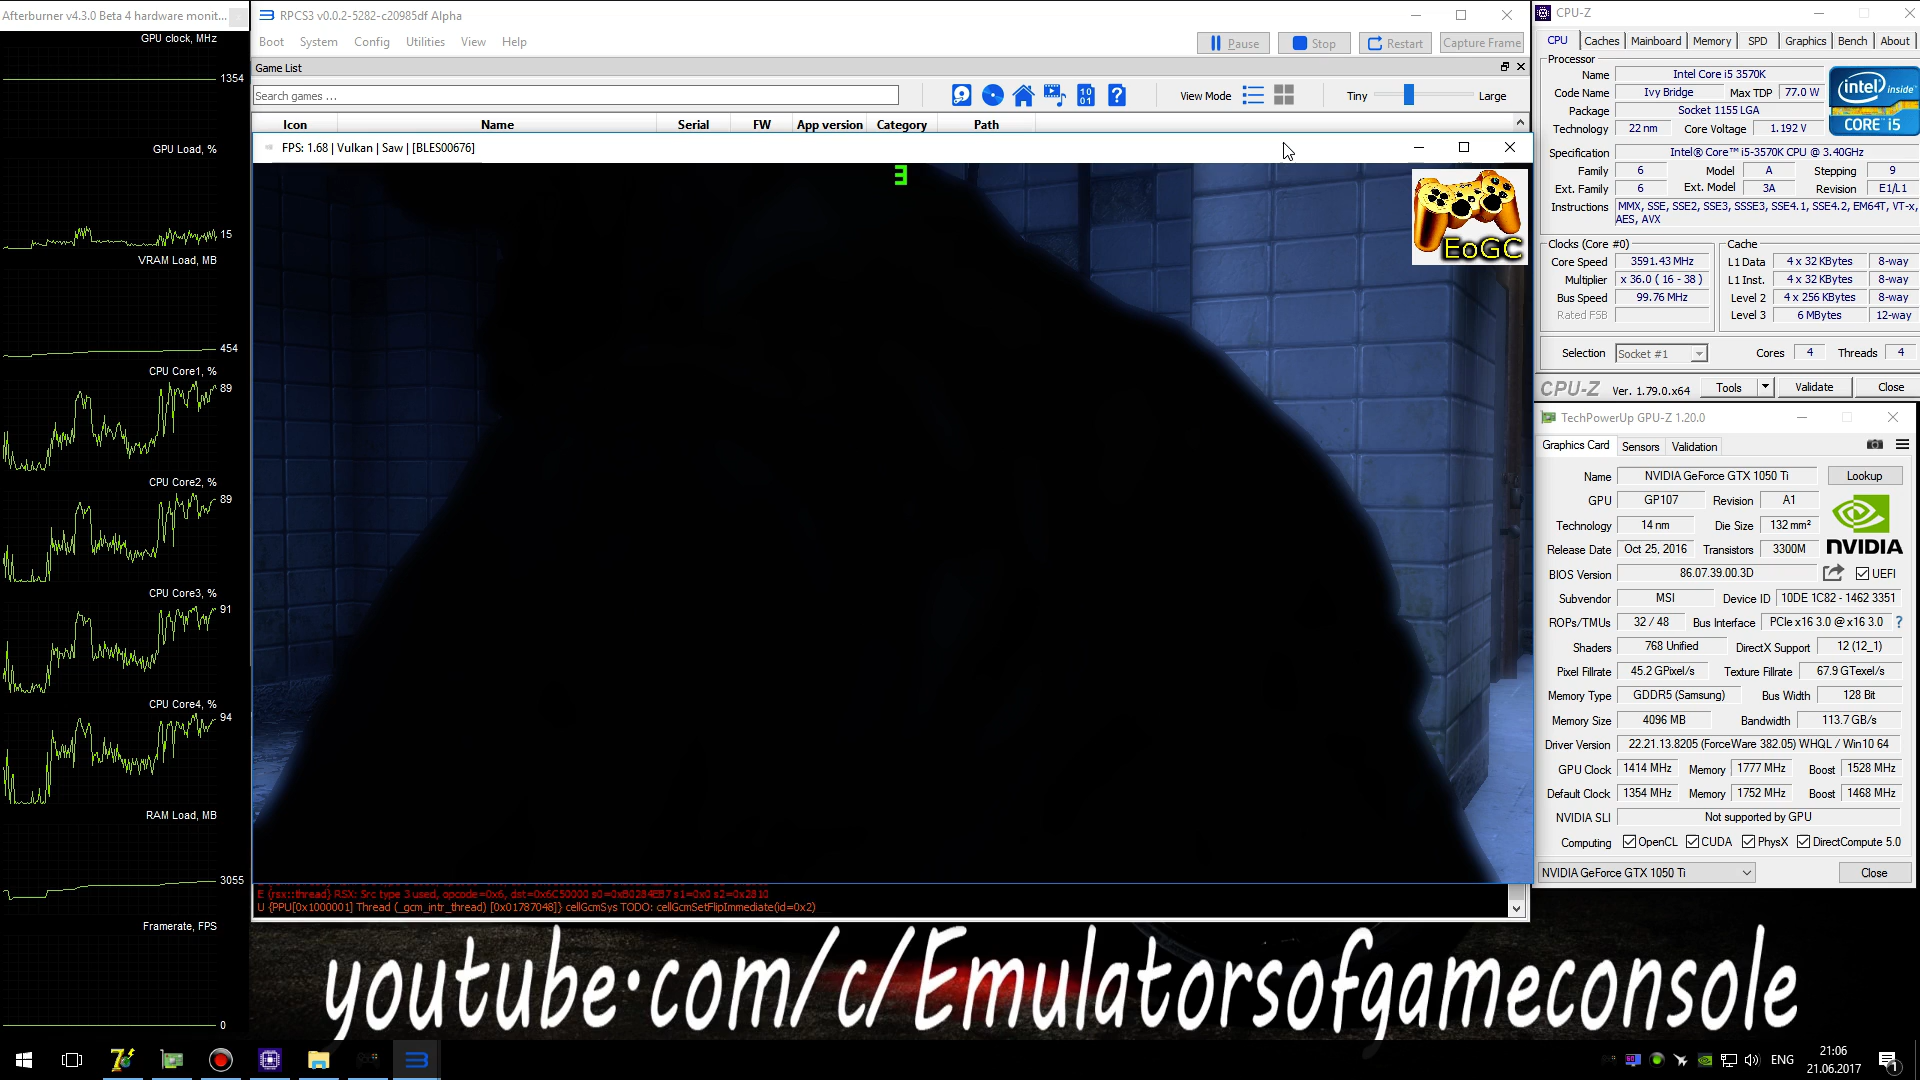 Afterburner v4.3.0 Beta 4 hardware monit...
GPU clock, MHz
1354
GPU Load, %
15
VRAM Load, MB
454
CPU Core1, %
89
CPU Core2, %
89
CPU Core3, %
91
CPU Core4, %
94
RAM Load, MB
3055
Framerate, FPS
0
RPCS3 v0.0.2-5282-c20985df Alpha
Boot System Config Utilities View Help
Pause Stop Restart Capture Frame
Game List
Search games ...
View Mode Tiny Large
Icon Name Serial FW App version Category Path
FPS: 1.68 | Vulkan | Saw | [BLES00676]
3
EoGC
E {rsx::thread} RSX: Src type 3 used, opcode=0x6, dst=0x6C50000 s0=0xB0284EB7 s1=0x0 s2=0x2810
U {PPU[0x1000001] Thread (_gcm_intr_thread) [0x01787048]} cellGcmSys TODO: cellGcmSetFlipImmediate(id=0x2)
youtube.com/c/Emulatorsofgameconsole
CPU-Z
CPU Caches Mainboard Memory SPD Graphics Bench About
Processor
Name Intel Core i5 3570K
Code Name Ivy Bridge Max TDP 77.0 W
Package Socket 1155 LGA
Technology 22 nm Core Voltage 1.192 V
intel inside
CORE i5
Specification Intel® Core™ i5-3570K CPU @ 3.40GHz
Family 6 Model A Stepping 9
Ext. Family 6 Ext. Model 3A Revision E1/L1
Instructions MMX, SSE, SSE2, SSE3, SSSE3, SSE4.1, SSE4.2, EM64T, VT-x,
AES, AVX
Clocks (Core #0) Cache
Core Speed 3591.43 MHz L1 Data 4 x 32 KBytes 8-way
Multiplier x 36.0 ( 16 - 38 ) L1 Inst. 4 x 32 KBytes 8-way
Bus Speed 99.76 MHz Level 2 4 x 256 KBytes 8-way
Rated FSB Level 3 6 MBytes 12-way
Selection Socket #1 Cores 4 Threads 4
CPU-Z Ver. 1.79.0.x64 Tools Validate Close
TechPowerUp GPU-Z 1.20.0
Graphics Card Sensors Validation
Name NVIDIA GeForce GTX 1050 Ti Lookup
GPU GP107 Revision A1
Technology 14 nm Die Size 132 mm²
Release Date Oct 25, 2016 Transistors 3300M
NVIDIA
BIOS Version 86.07.39.00.3D UEFI
Subvendor MSI Device ID 10DE 1C82 - 1462 3351
ROPs/TMUs 32 / 48 Bus Interface PCIe x16 3.0 @ x16 3.0 ?
Shaders 768 Unified DirectX Support 12 (12_1)
Pixel Fillrate 45.2 GPixel/s Texture Fillrate 67.9 GTexel/s
Memory Type GDDR5 (Samsung) Bus Width 128 Bit
Memory Size 4096 MB Bandwidth 113.7 GB/s
Driver Version 22.21.13.8205 (ForceWare 382.05) WHQL / Win10 64
GPU Clock 1414 MHz Memory 1777 MHz Boost 1528 MHz
Default Clock 1354 MHz Memory 1752 MHz Boost 1468 MHz
NVIDIA SLI Not supported by GPU
Computing OpenCL CUDA PhysX DirectCompute 5.0
NVIDIA GeForce GTX 1050 Ti Close
ENG
21:06
21.06.2017
1